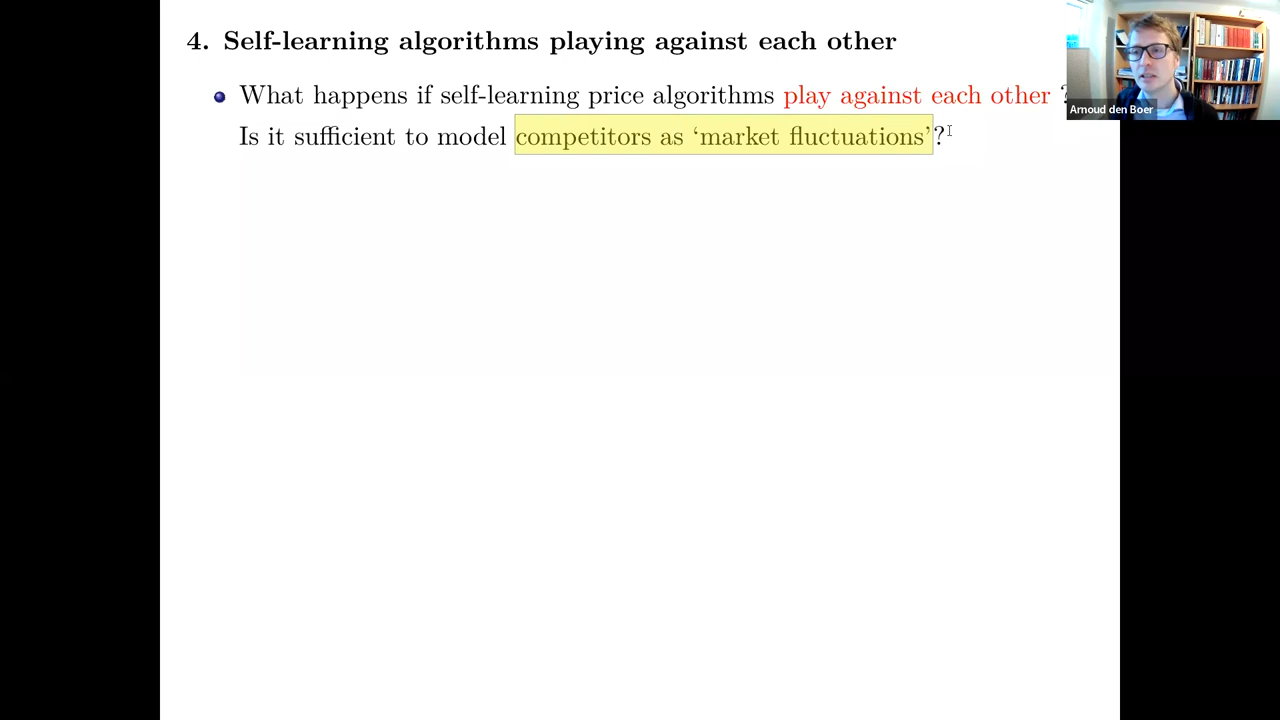 4. Self-learning algorithms playing against each other
What happens if self-learning price algorithms play against each other ?
Is it sufficient to model competitors as ‘market fluctuations’?
Arnoud den Boer